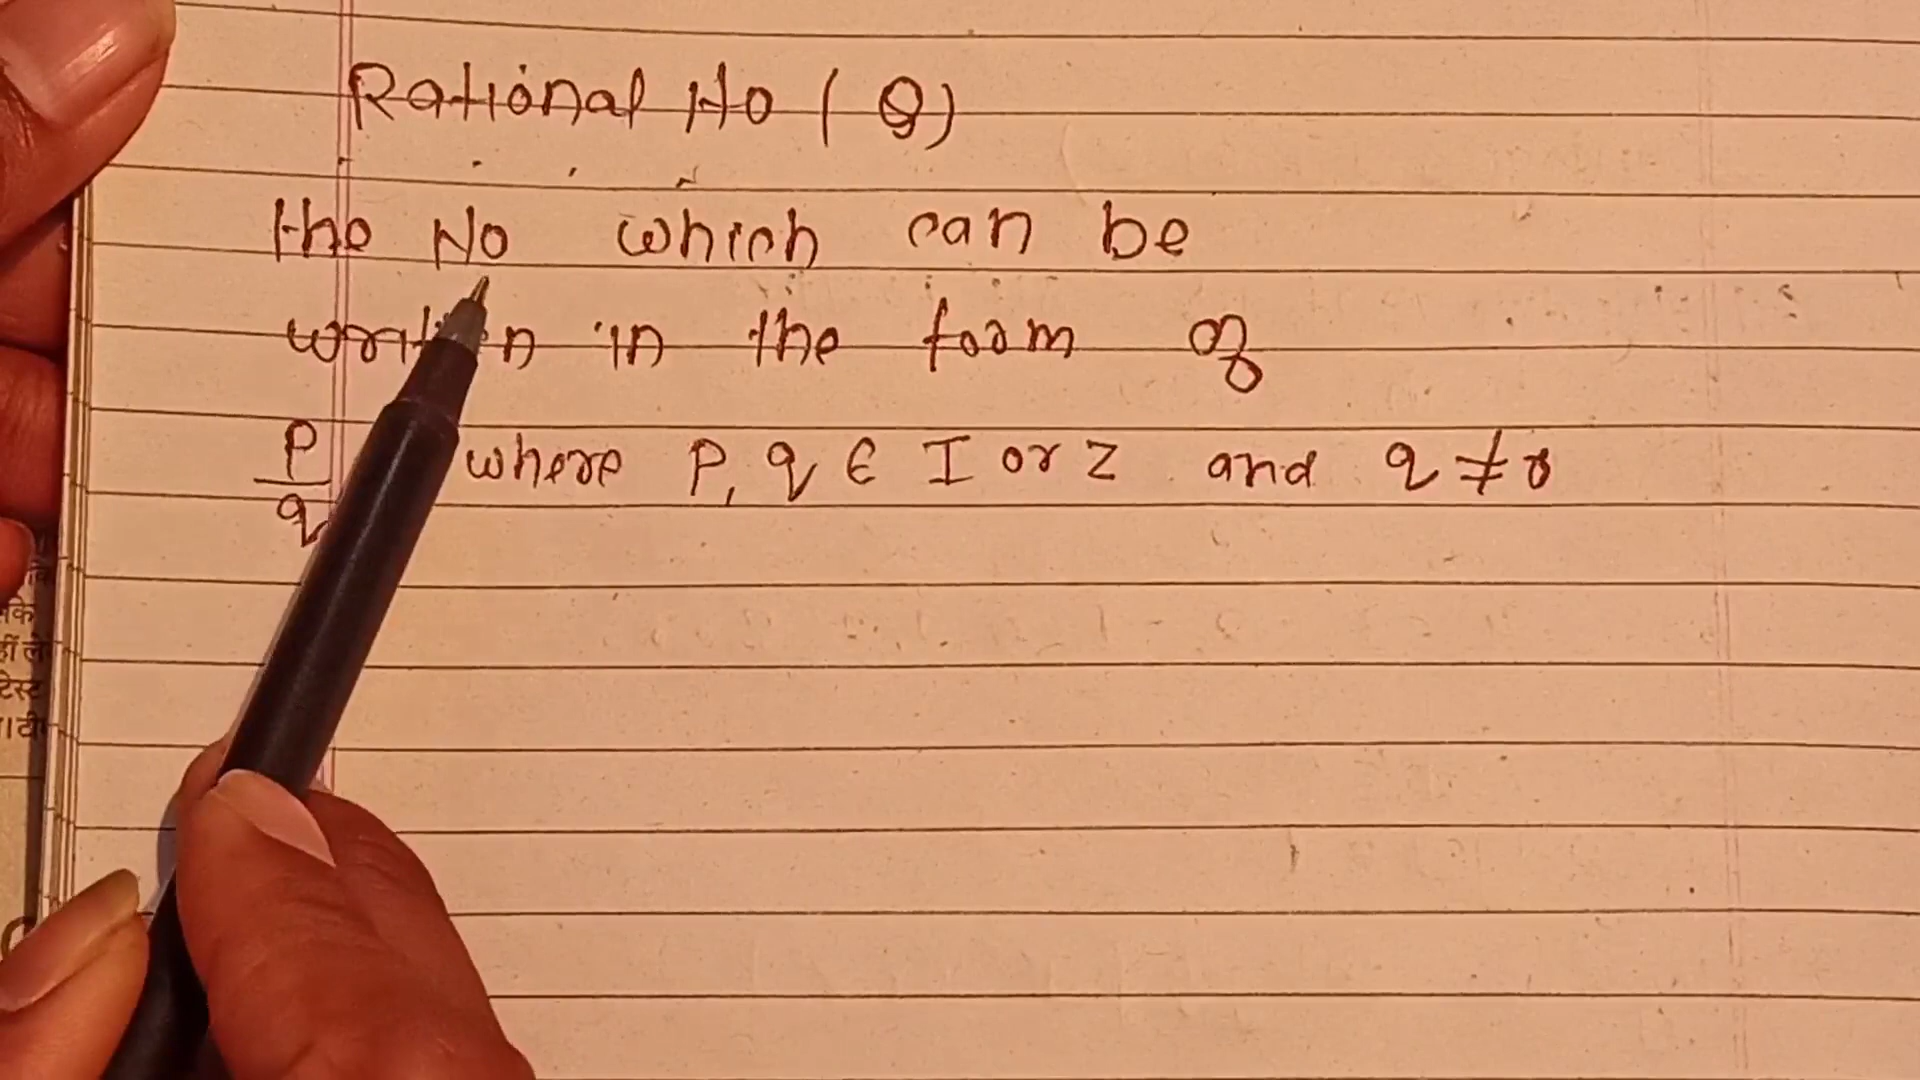 Rational No (Q)
the No which can be
written in the form of
P/q where P, q ∈ I or Z and q ≠ 0
टेस्ट